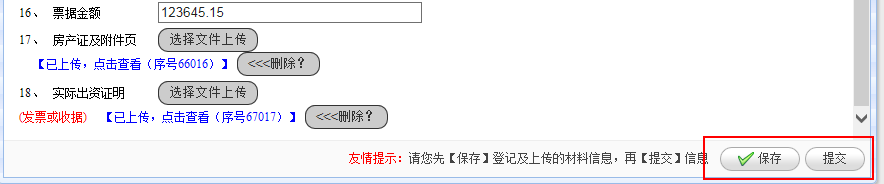 16、 票据金额 123645.15
17、 房产证及附件页 选择文件上传
【已上传，点击查看（序号66016）】 <<<删除？
18、 实际出资证明 选择文件上传
(发票或收据) 【已上传，点击查看（序号67017）】 <<<删除？
友情提示：请您先【保存】登记及上传的材料信息，再【提交】信息 保存 提交